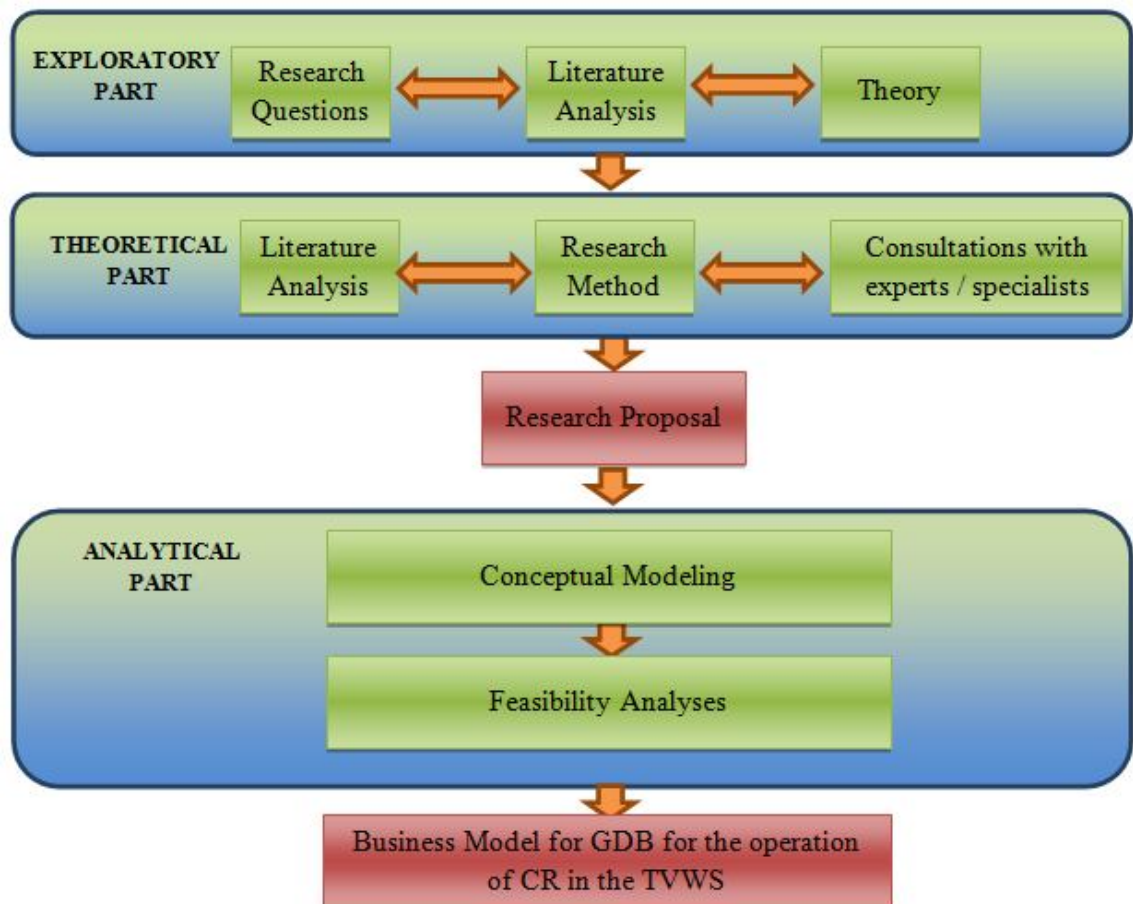 EXPLORATORY
PART
Research
Questions
Literature
Analysis
Theory
THEORETICAL
PART
Literature
Analysis
Research
Method
Consultations with
experts / specialists
Research Proposal
ANALYTICAL
PART
Conceptual Modeling
Feasibility Analyses
Business Model for GDB for the operation
of CR in the TVWS